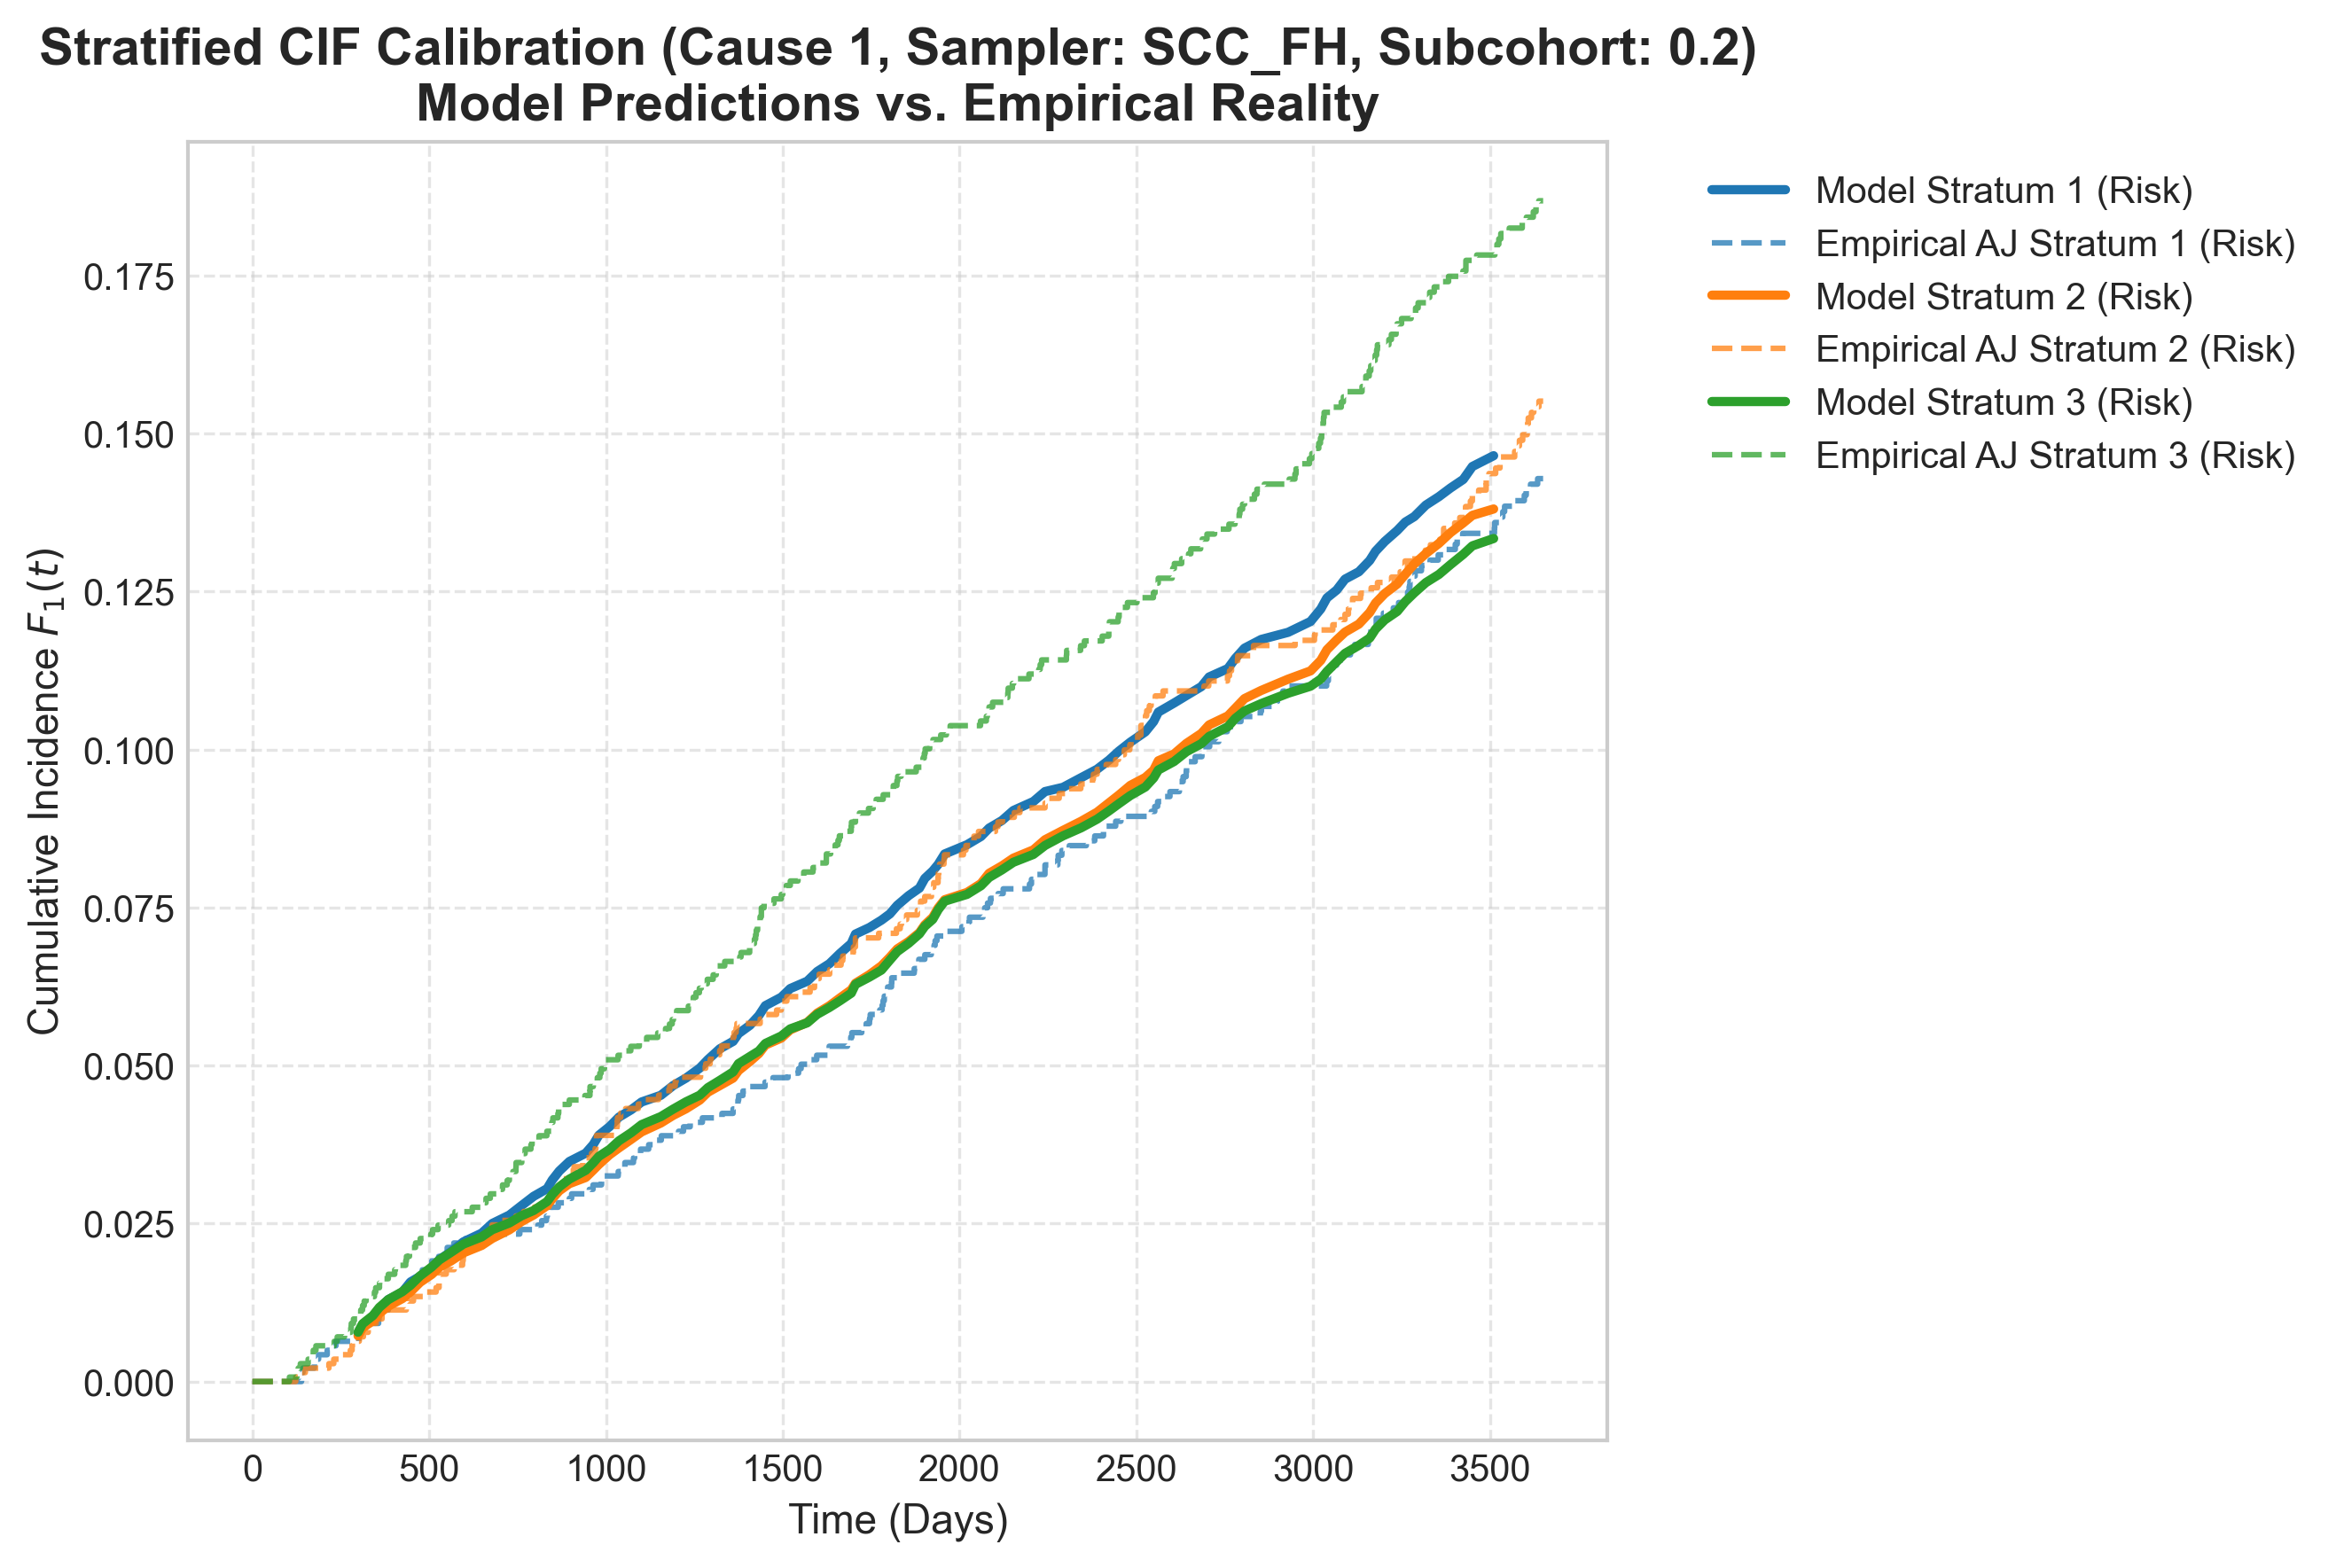 Stratified CIF Calibration (Cause 1, Sampler: SCC_FH, Subcohort: 0.2)
Model Predictions vs. Empirical Reality
Model Stratum 1 (Risk)
Empirical AJ Stratum 1 (Risk)
Model Stratum 2 (Risk)
Empirical AJ Stratum 2 (Risk)
Model Stratum 3 (Risk)
Empirical AJ Stratum 3 (Risk)
Cumulative Incidence F₁(t)
0.175
0.150
0.125
0.100
0.075
0.050
0.025
0.000
0 500 1000 1500 2000 2500 3000 3500
Time (Days)